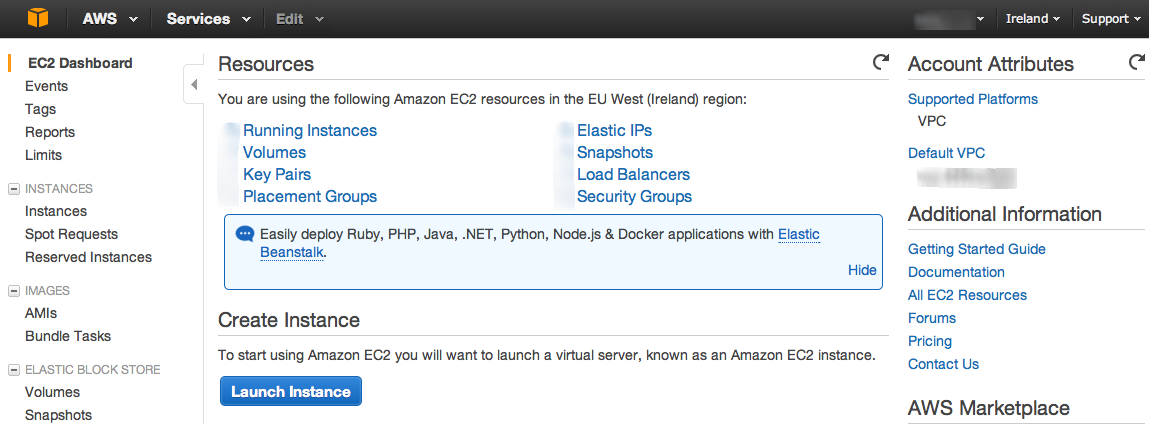 AWS Services Edit Ireland Support
EC2 Dashboard
Events
Tags
Reports
Limits
INSTANCES
Instances
Spot Requests
Reserved Instances
IMAGES
AMIs
Bundle Tasks
ELASTIC BLOCK STORE
Volumes
Snapshots
Resources
You are using the following Amazon EC2 resources in the EU West (Ireland) region:
Running Instances
Volumes
Key Pairs
Placement Groups
Elastic IPs
Snapshots
Load Balancers
Security Groups
Easily deploy Ruby, PHP, Java, .NET, Python, Node.js & Docker applications with Elastic
Beanstalk.
Hide
Create Instance
To start using Amazon EC2 you will want to launch a virtual server, known as an Amazon EC2 instance.
Launch Instance
Account Attributes
Supported Platforms
VPC
Default VPC
Additional Information
Getting Started Guide
Documentation
All EC2 Resources
Forums
Pricing
Contact Us
AWS Marketplace